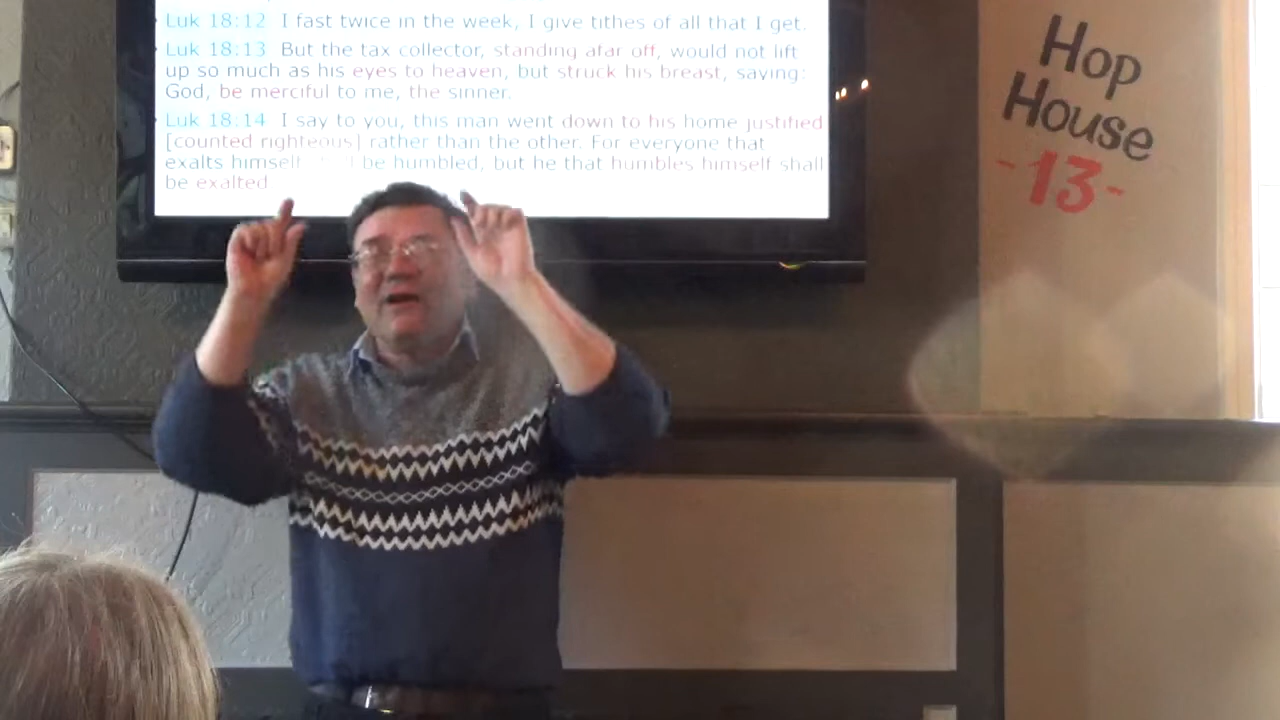 Luk 18:12 I fast twice in the week, I give tithes of all that I get.
Luk 18:13 But the tax collector, standing afar off, would not lift
up so much as his eyes to heaven, but struck his breast, saying:
God, be merciful to me, the sinner.
Luk 18:14 I say to you, this man went down to his home justified
[counted righteous] rather than the other. For everyone that
exalts himself be humbled, but he that humbles himself shall
be exalted
Hop
House
-13-